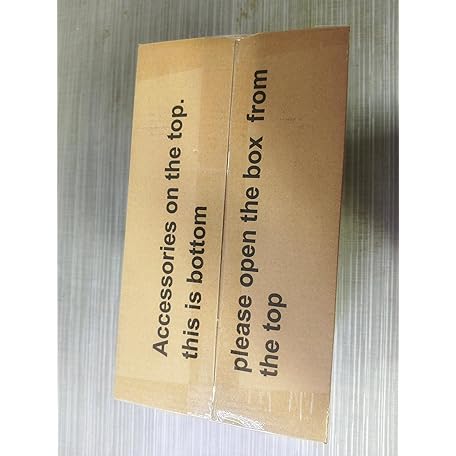 Accessories on the top.
this is bottom
please open the box from
the top